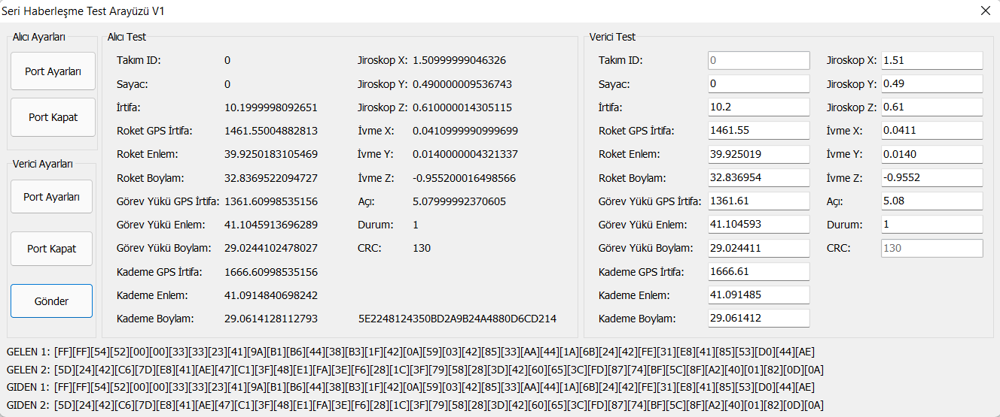 Seri Haberleşme Test Arayüzü V1
Alıcı Ayarları
Port Ayarları
Port Kapat
Verici Ayarları
Port Ayarları
Port Kapat
Gönder
Alıcı Test
Takım ID: 0 Jiroskop X: 1.50999999046326
Sayac: 0 Jiroskop Y: 0.490000009536743
İrtifa: 10.1999998092651 Jiroskop Z: 0.610000014305115
Roket GPS İrtifa: 1461.55004882813 İvme X: 0.0410999990999699
Roket Enlem: 39.9250183105469 İvme Y: 0.0140000004321337
Roket Boylam: 32.8369522094727 İvme Z: -0.955200016498566
Görev Yükü GPS İrtifa: 1361.60998535156 Açı: 5.07999992370605
Görev Yükü Enlem: 41.1045913696289 Durum: 1
Görev Yükü Boylam: 29.0244102478027 CRC: 130
Kademe GPS İrtifa: 1666.60998535156
Kademe Enlem: 41.0914840698242
Kademe Boylam: 29.0614128112793 5E2248124350BD2A9B24A4880D6CD214
Verici Test
Takım ID: 0 Jiroskop X: 1.51
Sayac: 0 Jiroskop Y: 0.49
İrtifa: 10.2 Jiroskop Z: 0.61
Roket GPS İrtifa: 1461.55 İvme X: 0.0411
Roket Enlem: 39.925019 İvme Y: 0.0140
Roket Boylam: 32.836954 İvme Z: -0.9552
Görev Yükü GPS İrtifa: 1361.61 Açı: 5.08
Görev Yükü Enlem: 41.104593 Durum: 1
Görev Yükü Boylam: 29.024411 CRC: 130
Kademe GPS İrtifa: 1666.61
Kademe Enlem: 41.091485
Kademe Boylam: 29.061412
GELEN 1: [FF][FF][54][52][00][00][33][33][23][41][9A][B1][B6][44][38][B3][1F][42][0A][59][03][42][85][33][AA][44][1A][6B][24][42][FE][31][E8][41][85][53][D0][44][AE]
GELEN 2: [5D][24][42][C6][7D][E8][41][AE][47][C1][3F][48][E1][FA][3E][F6][28][1C][3F][79][58][28][3D][42][60][65][3C][FD][87][74][BF][5C][8F][A2][40][01][82][0D][0A]
GIDEN 1: [FF][FF][54][52][00][00][33][33][23][41][9A][B1][B6][44][38][B3][1F][42][0A][59][03][42][85][33][AA][44][1A][6B][24][42][FE][31][E8][41][85][53][D0][44][AE]
GIDEN 2: [5D][24][42][C6][7D][E8][41][AE][47][C1][3F][48][E1][FA][3E][F6][28][1C][3F][79][58][28][3D][42][60][65][3C][FD][87][74][BF][5C][8F][A2][40][01][82][0D][0A]